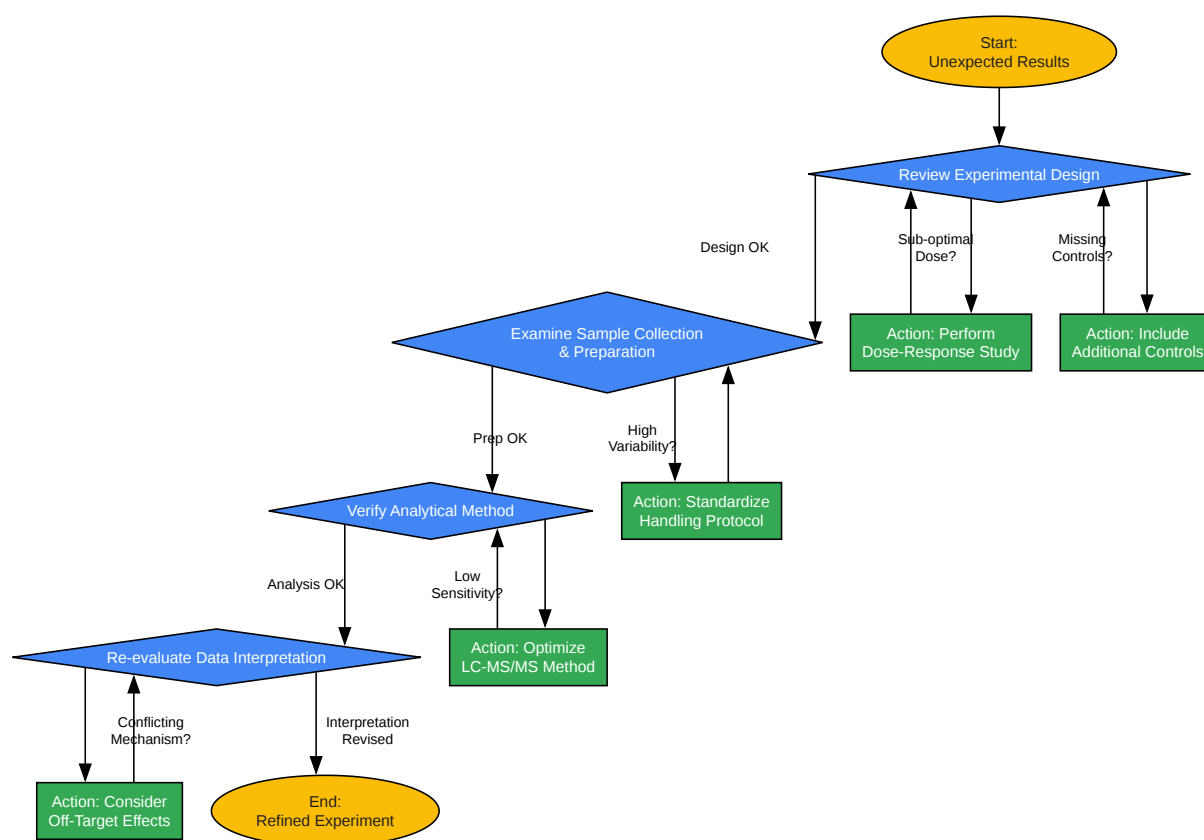 Start:
Unexpected Results
Review Experimental Design
Design OK
Sub-optimal
Dose?
Missing
Controls?
Action: Perform
Dose-Response Study
Action: Include
Additional Controls
Examine Sample Collection
& Preparation
Prep OK
High
Variability?
Action: Standardize
Handling Protocol
Verify Analytical Method
Analysis OK
Low
Sensitivity?
Action: Optimize
LC-MS/MS Method
Re-evaluate Data Interpretation
Conflicting
Mechanism?
Interpretation
Revised
Action: Consider
Off-Target Effects
End:
Refined Experiment